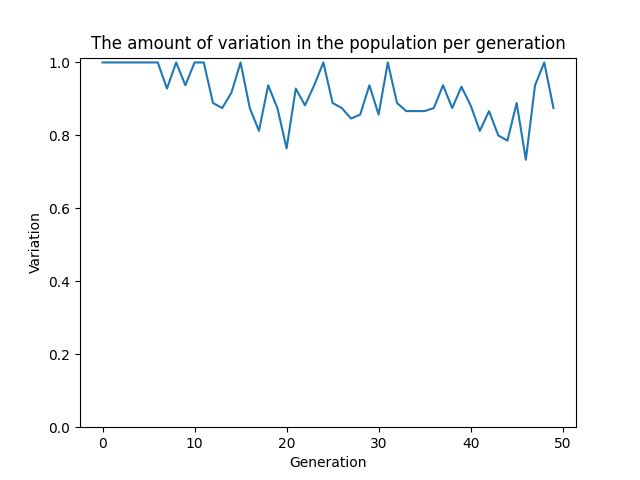 The amount of variation in the population per generation
1.0
0.8
0.6
0.4
0.2
0.0
Variation
0 10 20 30 40 50
Generation